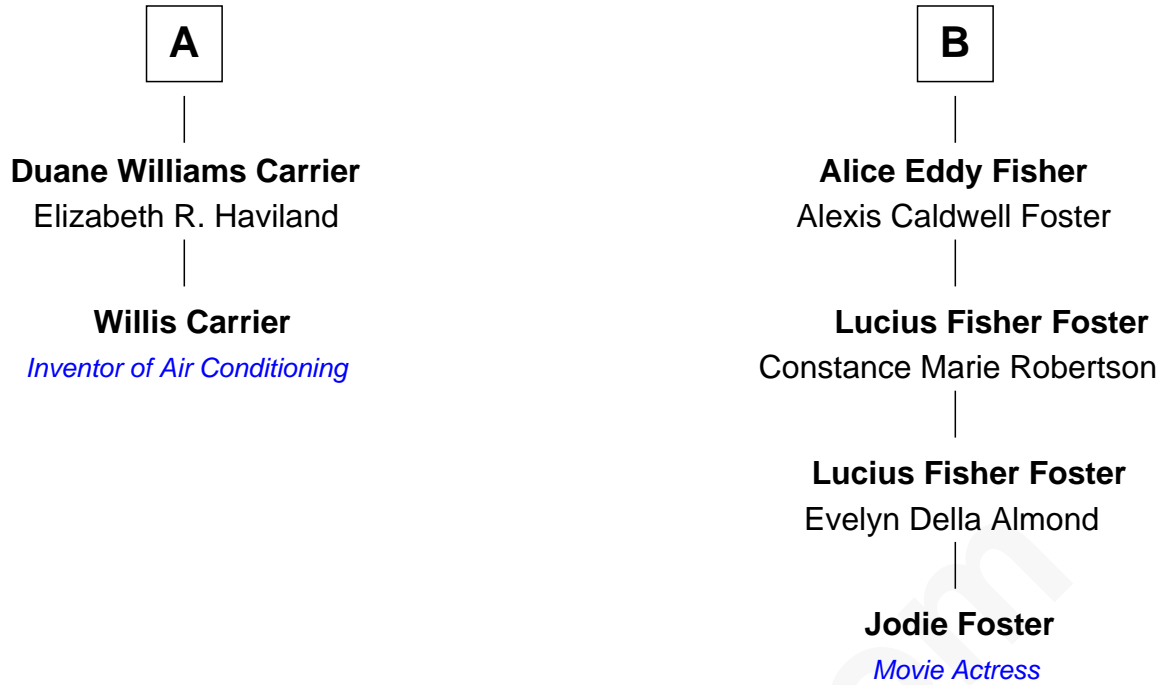 A
Duane Williams Carrier
Elizabeth R. Haviland
Willis Carrier
Inventor of Air Conditioning
B
Alice Eddy Fisher
Alexis Caldwell Foster
Lucius Fisher Foster
Constance Marie Robertson
Lucius Fisher Foster
Evelyn Della Almond
Jodie Foster
Movie Actress